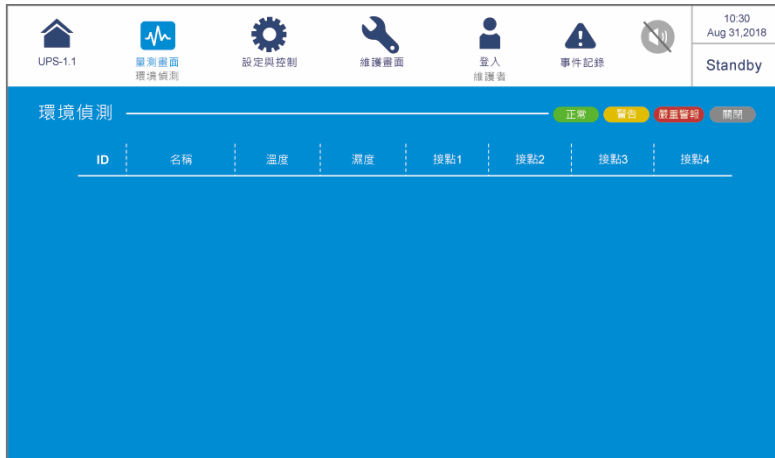 10:30
Aug 31,2018
Standby
UPS-1.1
量測畫面
環境偵測
設定與控制
維護畫面
登入
維護者
事件記錄
環境偵測
正常 警告 嚴重警報 關閉
ID 名稱 溫度 濕度 接點1 接點2 接點3 接點4